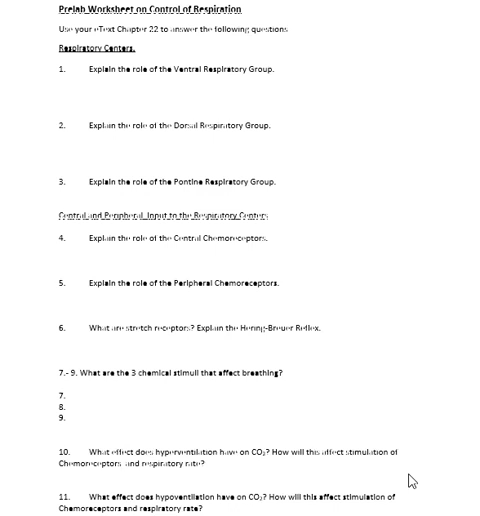 Prelab Worksheet on Control of Respiration
Use your eText Chapter 22 to answer the following questions
Respiratory Centers.
1. Explain the role of the Ventral Respiratory Group.
2. Explain the role of the Dorsal Respiratory Group.
3. Explain the role of the Pontine Respiratory Group.
Central and Peripheral Input to the Respiratory Centers
4. Explain the role of the Central Chemoreceptors.
5. Explain the role of the Peripheral Chemoreceptors.
6. What are stretch receptors? Explain the Hering-Breuer Reflex.
7.- 9. What are the 3 chemical stimuli that affect breathing?
7.
8.
9.
10. What effect does hyperventilation have on CO₂? How will this affect stimulation of
Chemoreceptors and respiratory rate?
11. What effect does hypoventilation have on CO₂? How will this affect stimulation of
Chemoreceptors and respiratory rate?